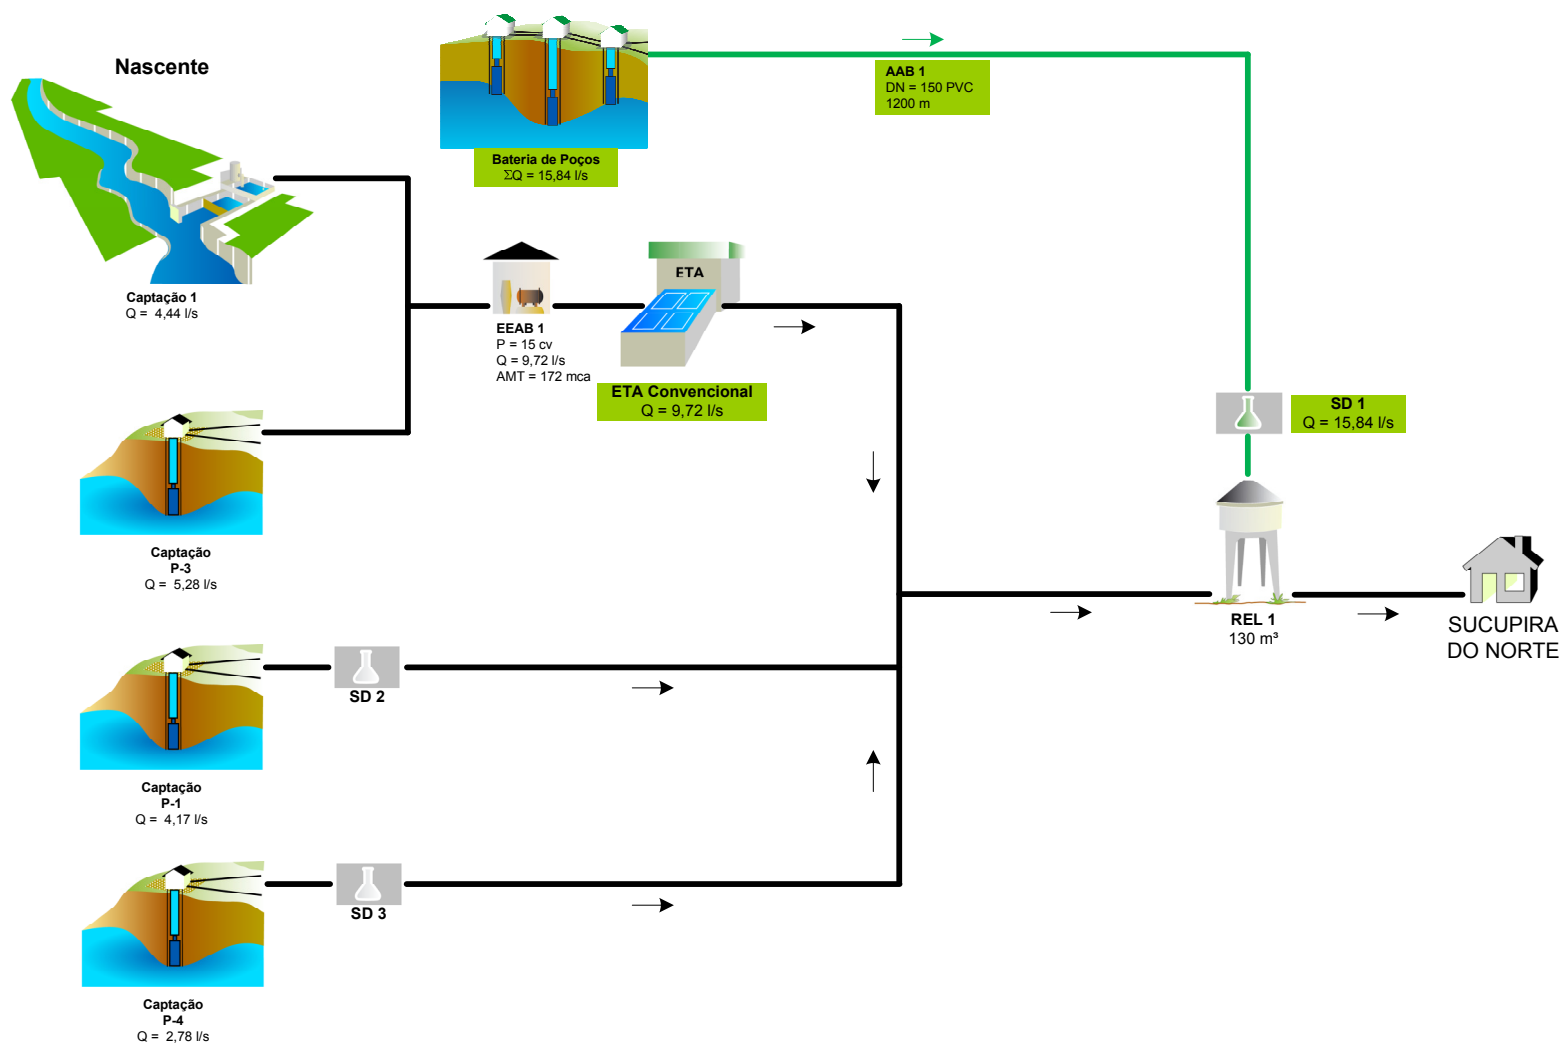 Nascente
Captação 1
Q =  4,44 l/s
Bateria de Poços
ΣQ = 15,84 l/s
AAB 1
DN = 150 PVC
1200 m
EEAB 1
P = 15 cv
Q = 9,72 l/s
AMT = 172 mca
ETA
ETA Convencional
Q = 9,72 l/s
SD 1
Q = 15,84 l/s
Captação
P-3
Q =  5,28 l/s
REL 1
130 m³
SUCUPIRA
DO NORTE
SD 2
Captação
P-1
Q =  4,17 l/s
SD 3
Captação
P-4
Q =  2,78 l/s